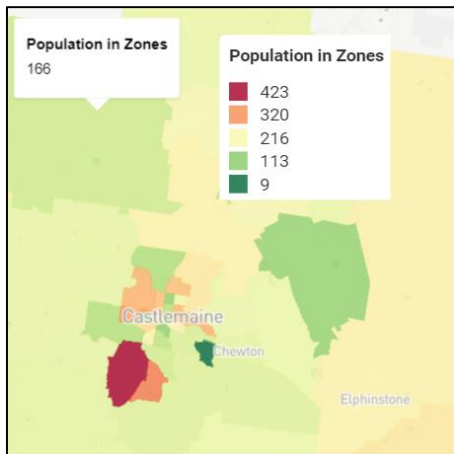 Population in Zones
166
Population in Zones
423
320
216
113
9
Castlemaine
Chewton
Elphinstone